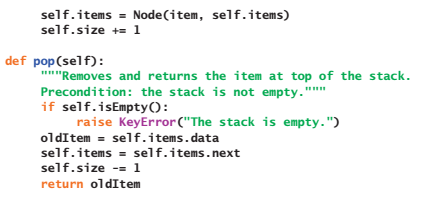 self.items = Node(item, self.items)
self.size += 1
def pop(self):
"""Removes and returns the item at top of the stack.
Precondition: the stack is not empty."""
if self.isEmpty():
raise KeyError("The stack is empty.")
oldItem = self.items.data
self.items = self.items.next
self.size -= 1
return oldItem